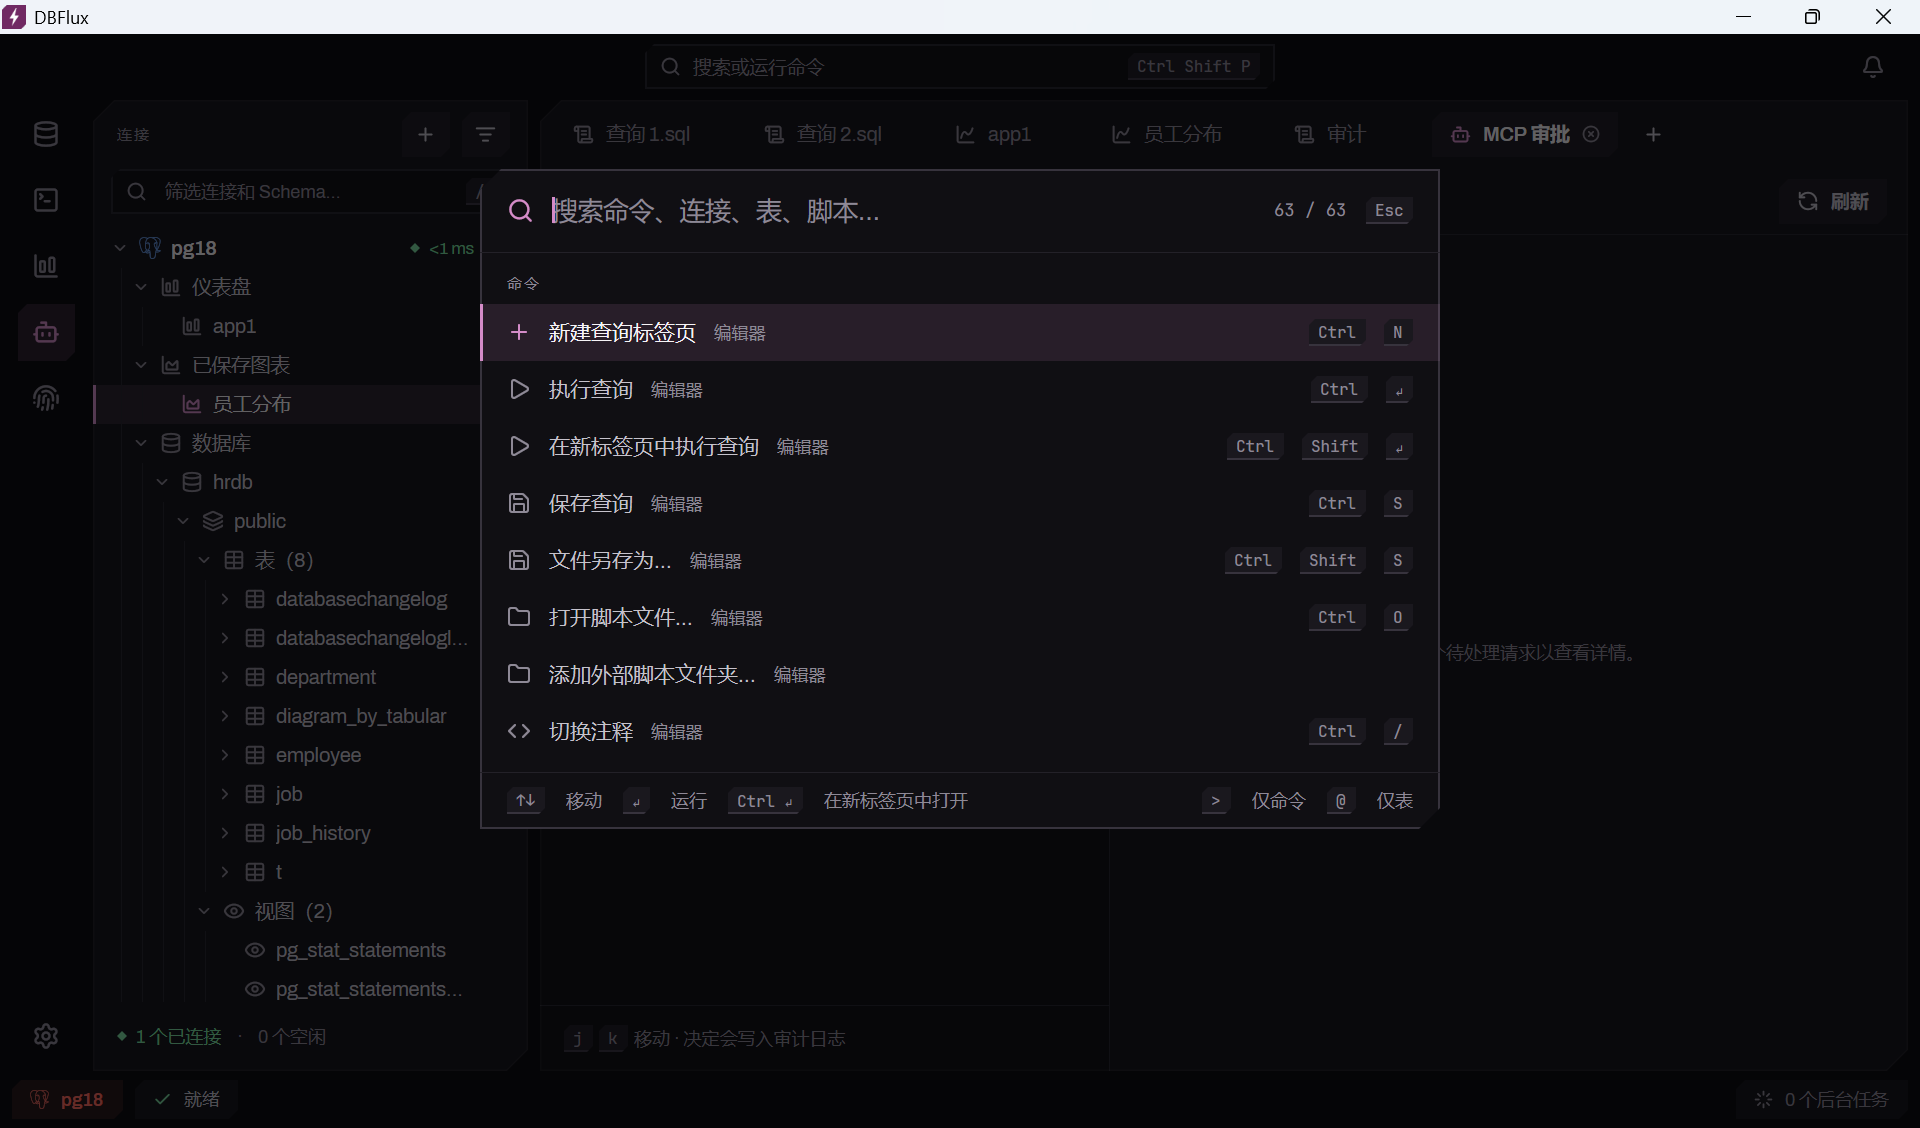 DBFlux
搜索或运行命令 Ctrl Shift P
连接
查询 1.sql
查询 2.sql
app1
员工分布
审计
MCP 审批
筛选连接和 Schema... /
刷新
搜索命令、连接、表、脚本...
63 / 63 Esc
pg18 <1 ms
仪表盘
app1
已保存图表
员工分布
数据库
hrdb
public
表 (8)
databasechangelog
databasechangelogl...
department
diagram_by_tabular
employee
job
job_history
t
视图 (2)
pg_stat_statements
pg_stat_statements...
1 个已连接 · 0 个空闲
命令
新建查询标签页 编辑器 Ctrl N
执行查询 编辑器 Ctrl ↵
在新标签页中执行查询 编辑器 Ctrl Shift ↵
保存查询 编辑器 Ctrl S
文件另存为... 编辑器 Ctrl Shift S
打开脚本文件... 编辑器 Ctrl O
添加外部脚本文件夹... 编辑器
切换注释 编辑器 Ctrl /
↑↓ 移动 ↵ 运行 Ctrl ↵ 在新标签页中打开 > 仅命令 @ 仅表
待处理请求以查看详情。
j k 移动 · 决定会写入审计日志
pg18
就绪
0 个后台任务